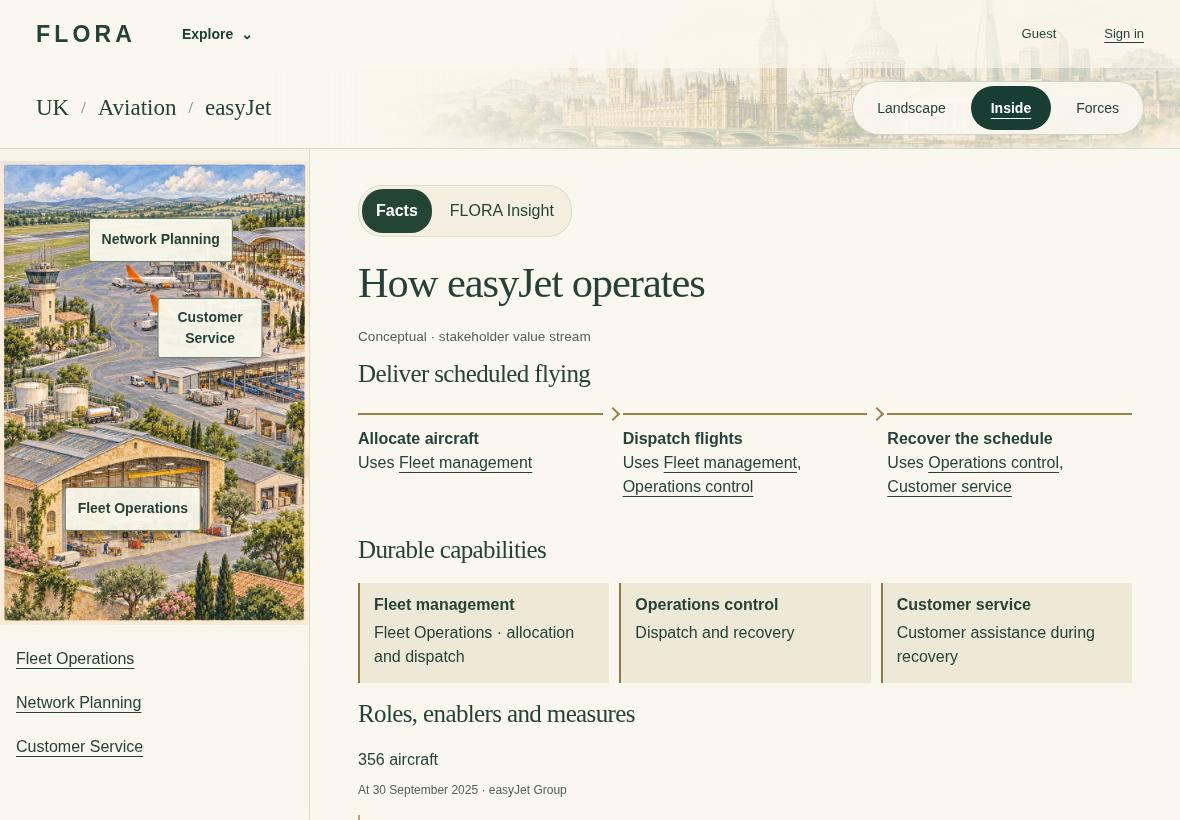 FLORA
Explore
Guest
Sign in
UK / Aviation / easyJet
Landscape
Inside
Forces
Network Planning
Customer
Service
Fleet Operations
Fleet Operations
Network Planning
Customer Service
Facts
FLORA Insight
How easyJet operates
Conceptual · stakeholder value stream
Deliver scheduled flying
Allocate aircraft
Uses Fleet management
Dispatch flights
Uses Fleet management,
Operations control
Recover the schedule
Uses Operations control,
Customer service
Durable capabilities
Fleet management
Fleet Operations · allocation
and dispatch
Operations control
Dispatch and recovery
Customer service
Customer assistance during
recovery
Roles, enablers and measures
356 aircraft
At 30 September 2025 · easyJet Group